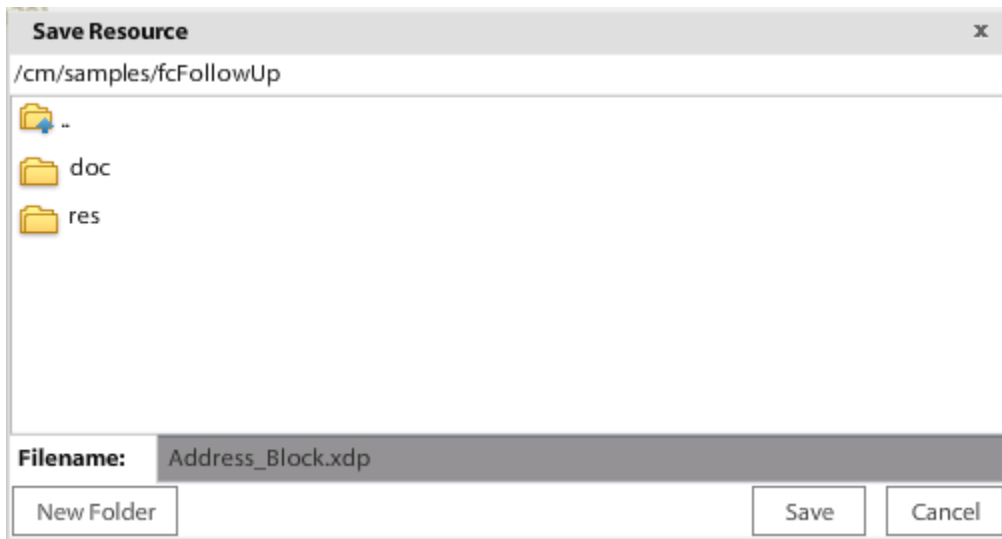 Save Resource x
/cm/samples/fcFollowUp
..
doc
res
Filename: Address_Block.xdp
New Folder Save Cancel